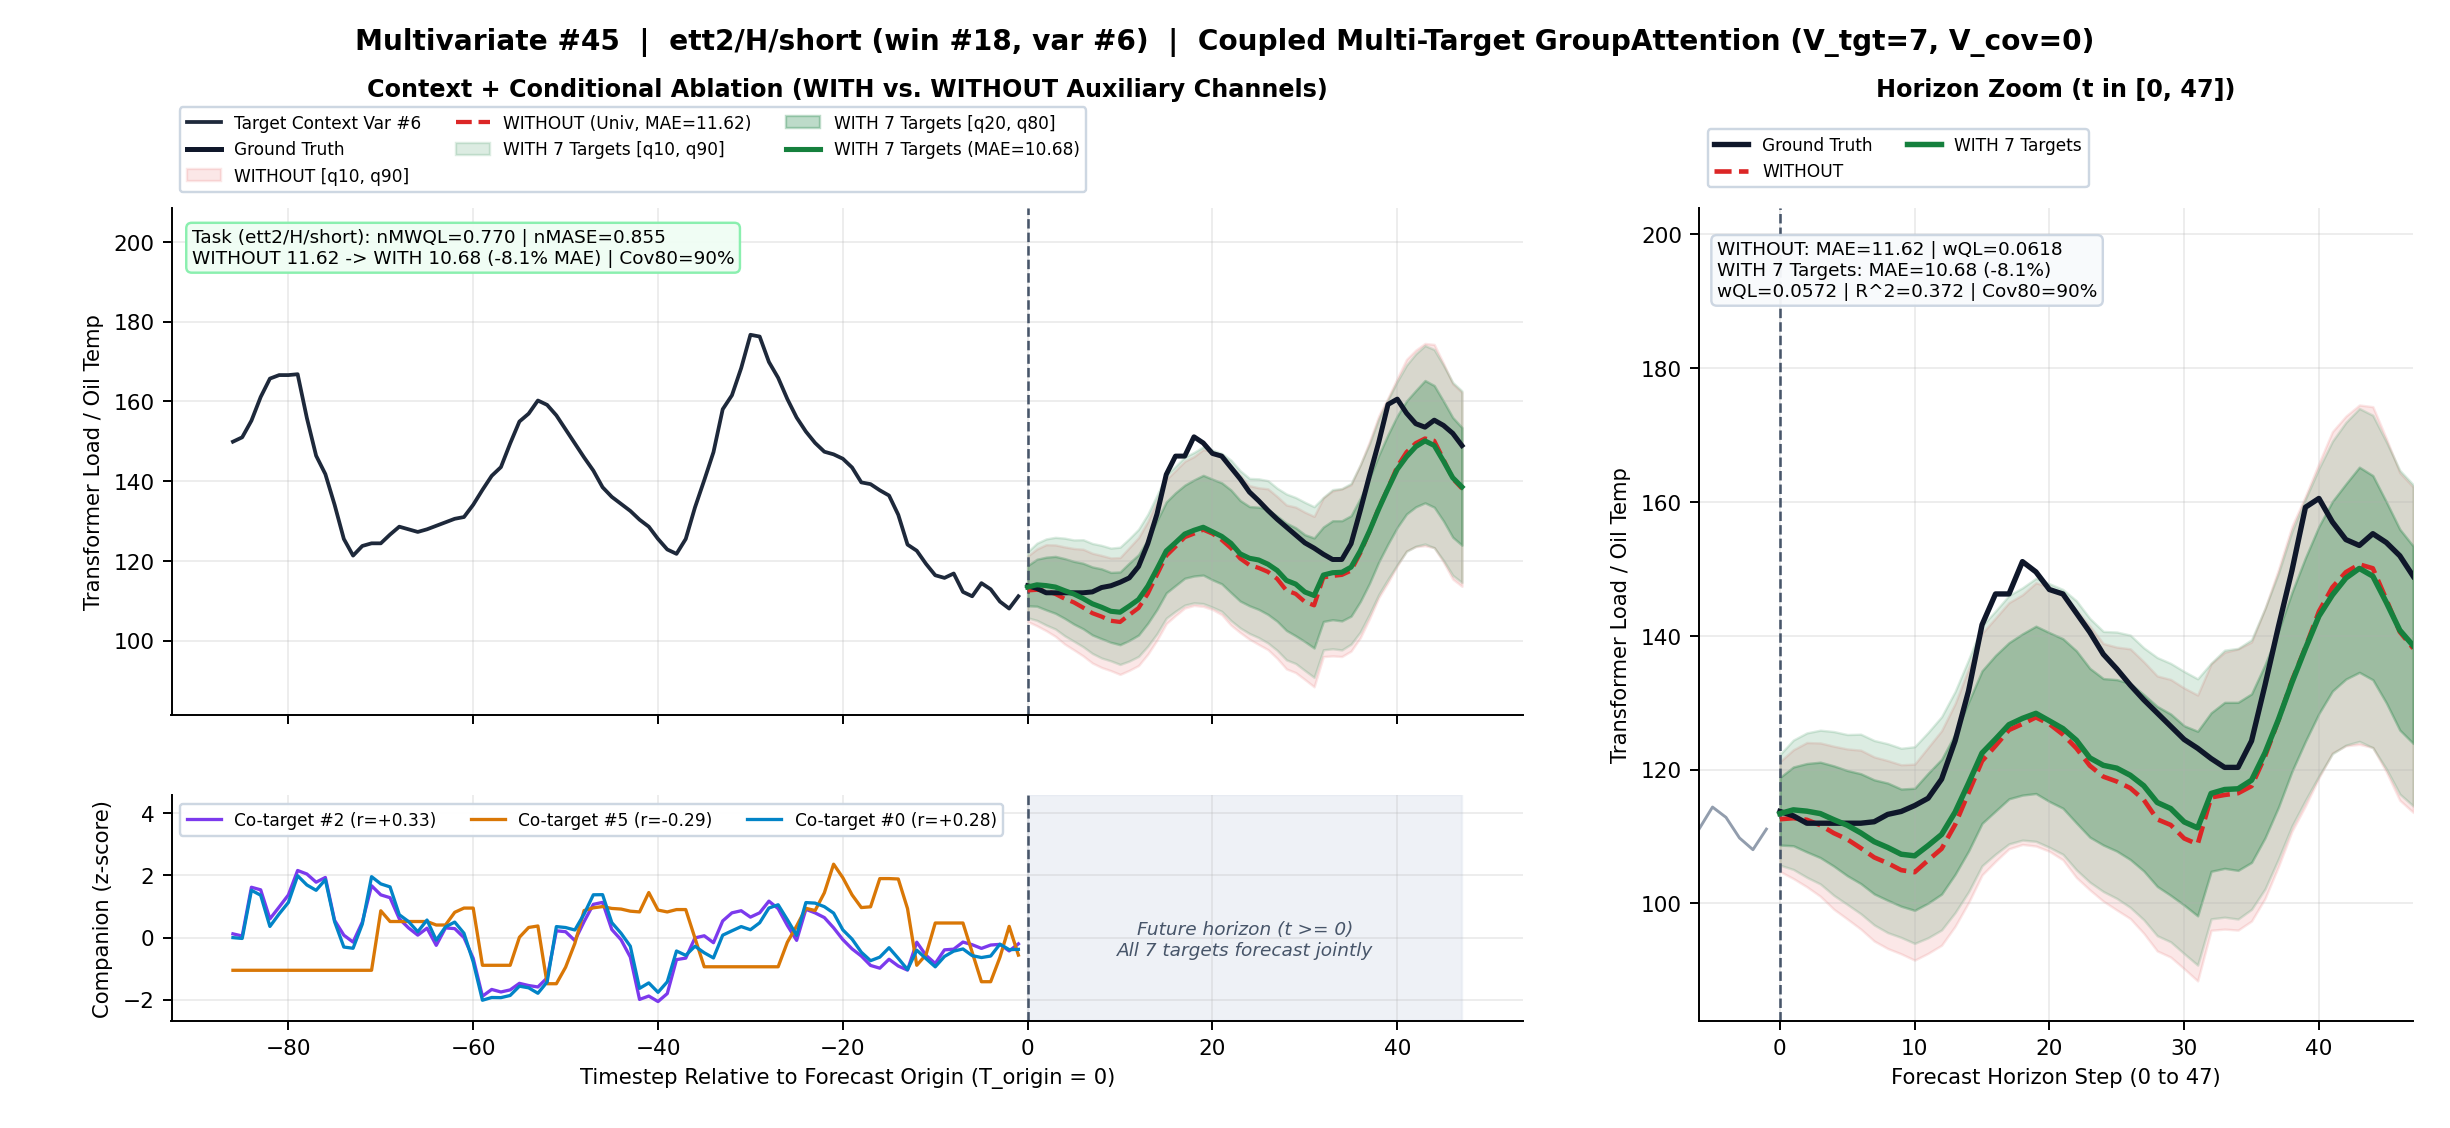 Multivariate #45 | ett2/H/short (win #18, var #6) | Coupled Multi-Target GroupAttention (V_tgt=7, V_cov=0)
Context + Conditional Ablation (WITH vs. WITHOUT Auxiliary Channels)
Target Context Var #6
Ground Truth
WITHOUT [q10, q90]
WITHOUT (Univ, MAE=11.62)
WITH 7 Targets [q10, q90]
WITH 7 Targets [q20, q80]
WITH 7 Targets (MAE=10.68)
Task (ett2/H/short): nMWQL=0.770 | nMASE=0.855
WITHOUT 11.62 -> WITH 10.68 (-8.1% MAE) | Cov80=90%
Transformer Load / Oil Temp
200
180
160
140
120
100
Co-target #2 (r=+0.33)
Co-target #5 (r=-0.29)
Co-target #0 (r=+0.28)
Companion (z-score)
4
2
0
−2
Future horizon (t >= 0)
All 7 targets forecast jointly
−80
−60
−40
−20
0
20
40
Timestep Relative to Forecast Origin (T_origin = 0)
Horizon Zoom (t in [0, 47])
Ground Truth
WITHOUT
WITH 7 Targets
WITHOUT: MAE=11.62 | wQL=0.0618
WITH 7 Targets: MAE=10.68 (-8.1%)
wQL=0.0572 | R^2=0.372 | Cov80=90%
Transformer Load / Oil Temp
200
180
160
140
120
100
0
10
20
30
40
Forecast Horizon Step (0 to 47)